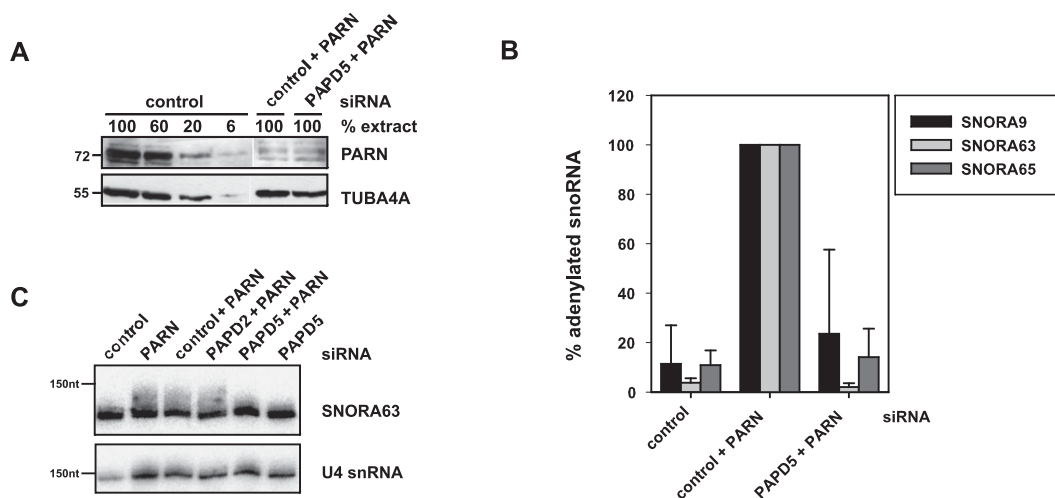 A
control
control + PARN
PAPD5 + PARN
siRNA
100 60 20 6 100 100 % extract
72
PARN
55
TUBA4A
B
120
100
80
60
40
20
0
% adenylated snoRNA
control
control + PARN
PAPD5 + PARN
siRNA
SNORA9
SNORA63
SNORA65
C
control
PARN
control + PARN
PAPD2 + PARN
PAPD5 + PARN
PAPD5
siRNA
150nt
SNORA63
150nt
U4 snRNA